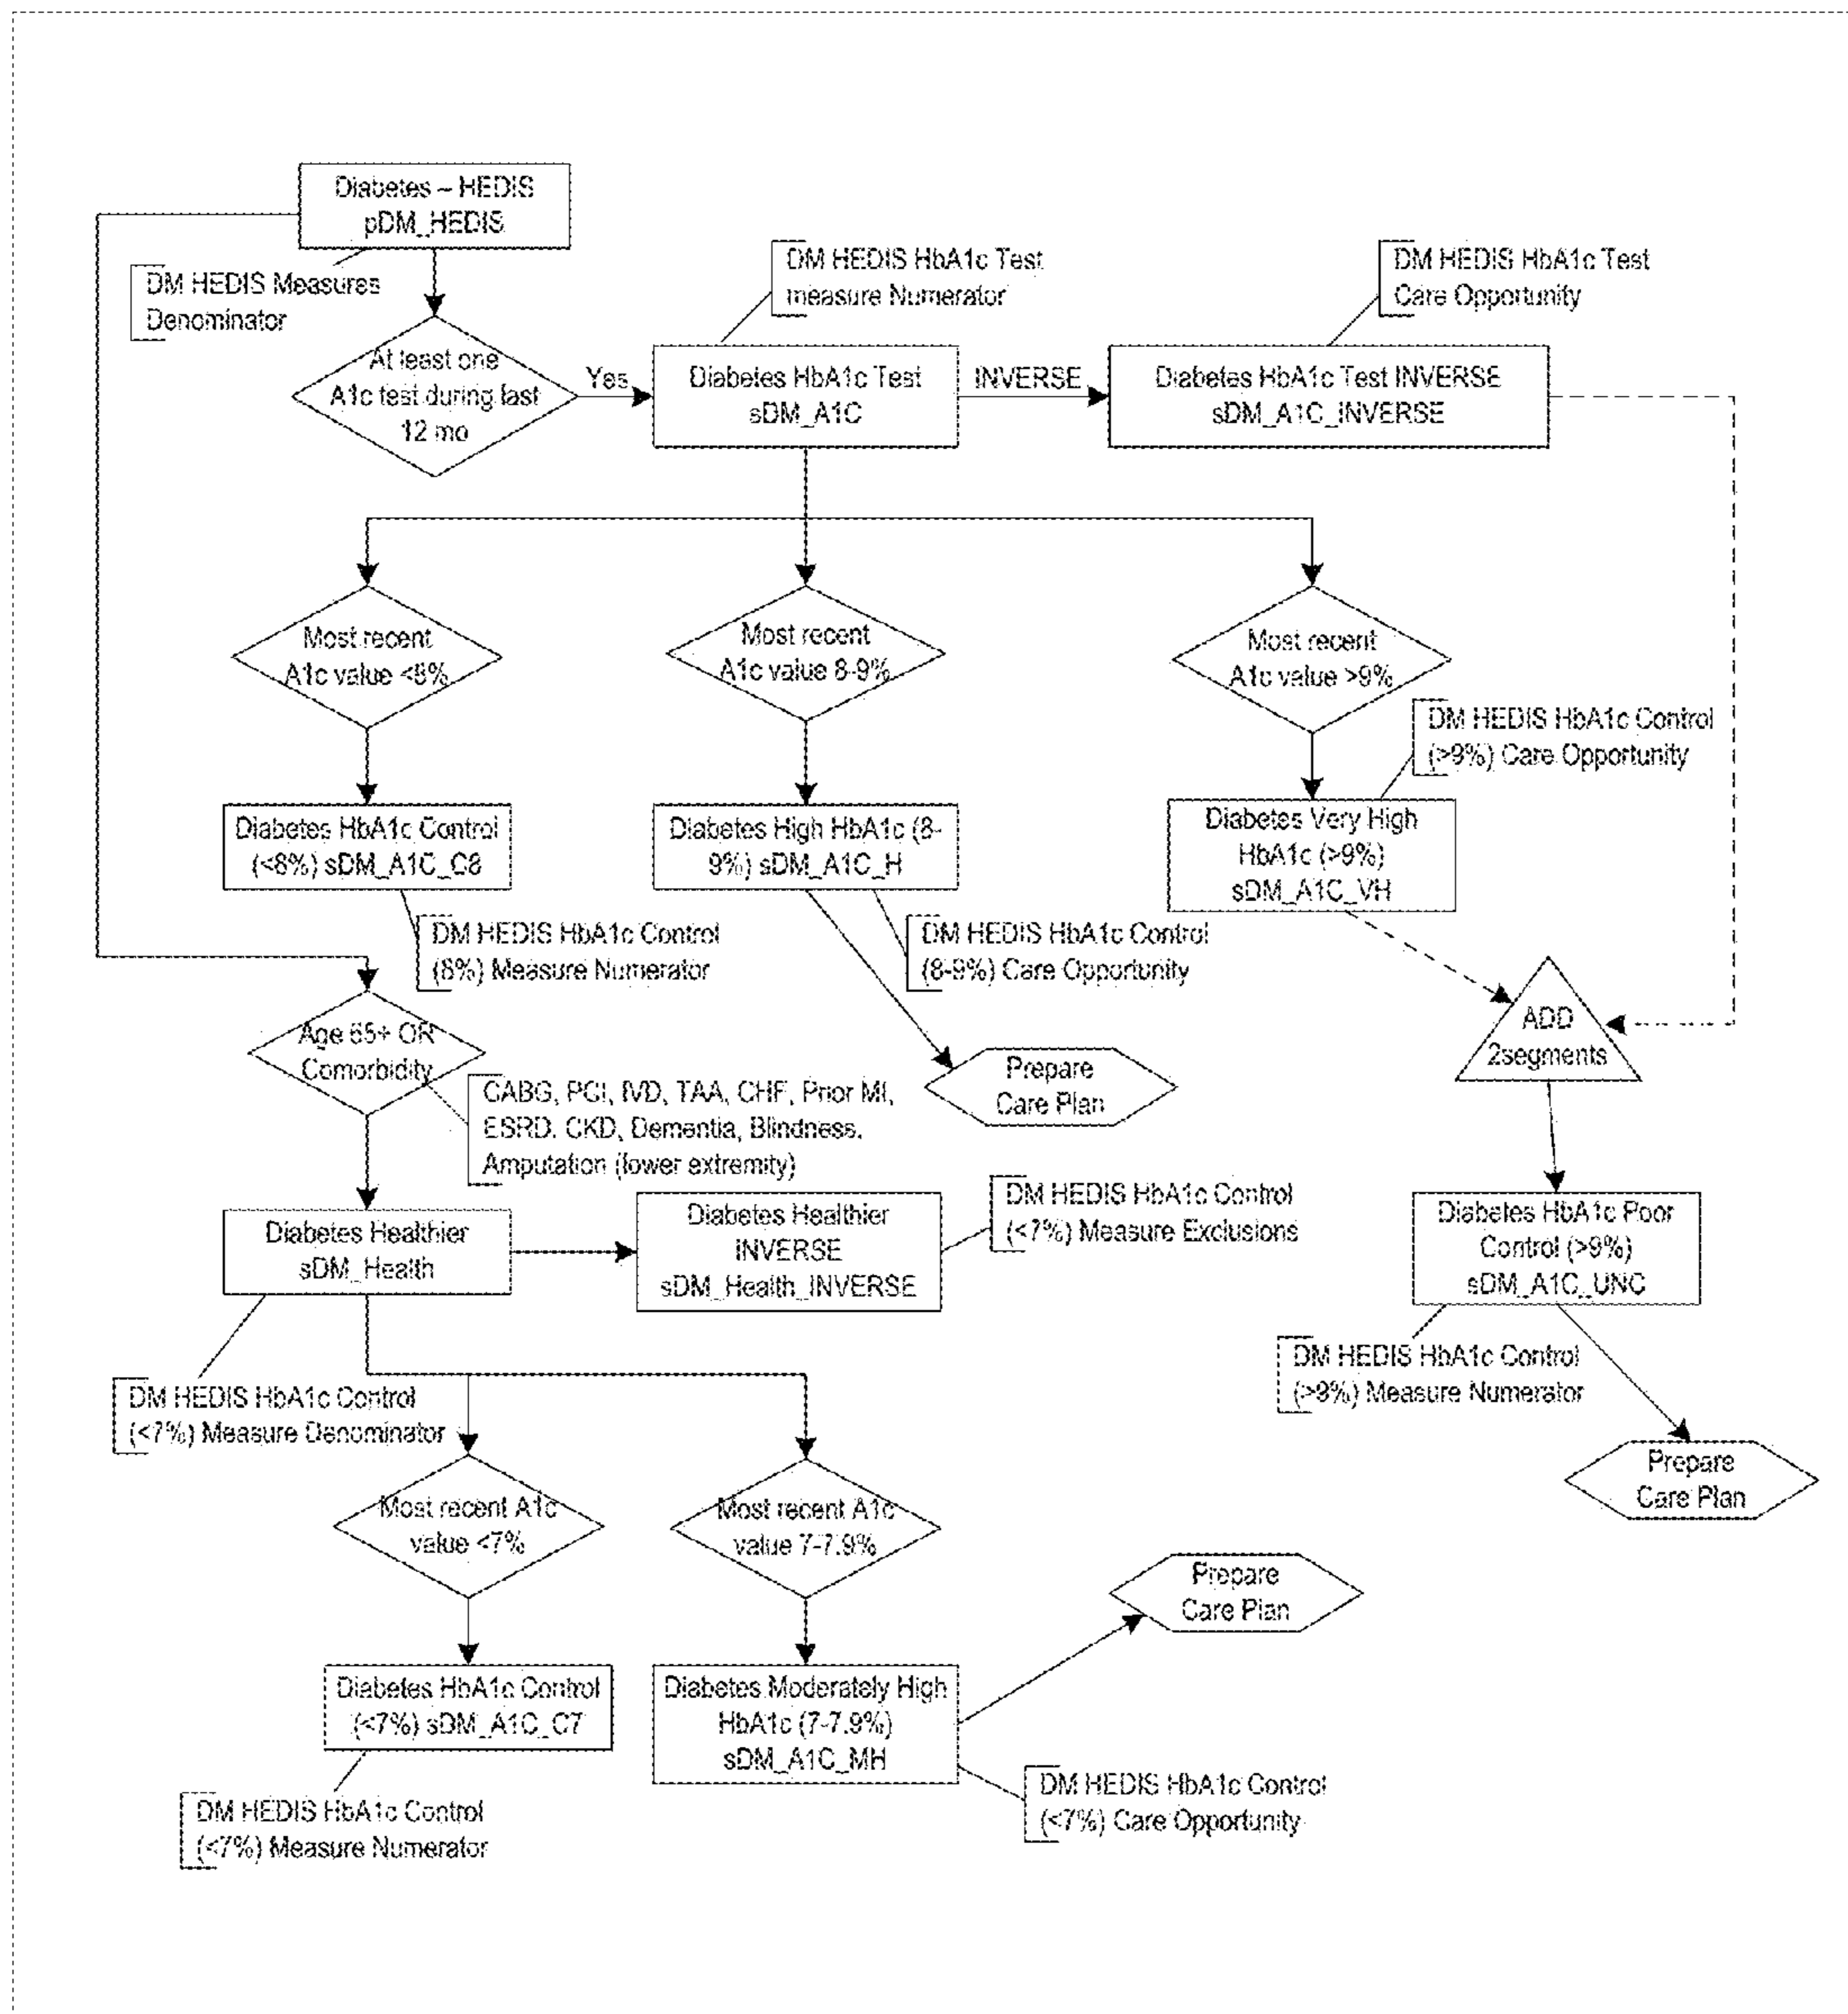 Diabetes – HEDIS
pDM_HEDIS
DM HEDIS Measures
Denominator
DM HEDIS HbA1c Test
measure Numerator
DM HEDIS HbA1c Test
Care Opportunity
At least one
A1c test during last
12 mo
Yes
Diabetes HbA1c Test
sDM_A1C
INVERSE
Diabetes HbA1c Test INVERSE
sDM_A1C_INVERSE
Most recent
A1c value <8%
Most recent
A1c value 8-9%
Most recent
A1c value >9%
DM HEDIS HbA1c Control
(>9%) Care Opportunity
Diabetes HbA1c Control
(<8%) sDM_A1C_C8
Diabetes High HbA1c (8-
9%) sDM_A1C_H
Diabetes Very High
HbA1c (>9%)
sDM_A1C_VH
DM HEDIS HbA1c Control
(8%) Measure Numerator
DM HEDIS HbA1c Control
(8-9%) Care Opportunity
ADD
2segments
Age 65+ OR
Comorbidity
Prepare
Care Plan
CABG, PCI, IVD, TAA, CHF, Prior MI,
ESRD, CKD, Dementia, Blindness,
Amputation (lower extremity)
Diabetes Healthier
sDM_Health
Diabetes Healthier
INVERSE
sDM_Health_INVERSE
DM HEDIS HbA1c Control
(<7%) Measure Exclusions
Diabetes HbA1c Poor
Control (>9%)
sDM_A1C_UNC
DM HEDIS HbA1c Control
(>9%) Measure Numerator
DM HEDIS HbA1c Control
(<7%) Measure Denominator
Prepare
Care Plan
Most recent A1c
value <7%
Most recent A1c
value 7-7.9%
Prepare
Care Plan
Diabetes HbA1c Control
(<7%) sDM_A1C_C7
Diabetes Moderately High
HbA1c (7-7.9%)
sDM_A1C_MH
DM HEDIS HbA1c Control
(<7%) Measure Numerator
DM HEDIS HbA1c Control
(<7%) Care Opportunity